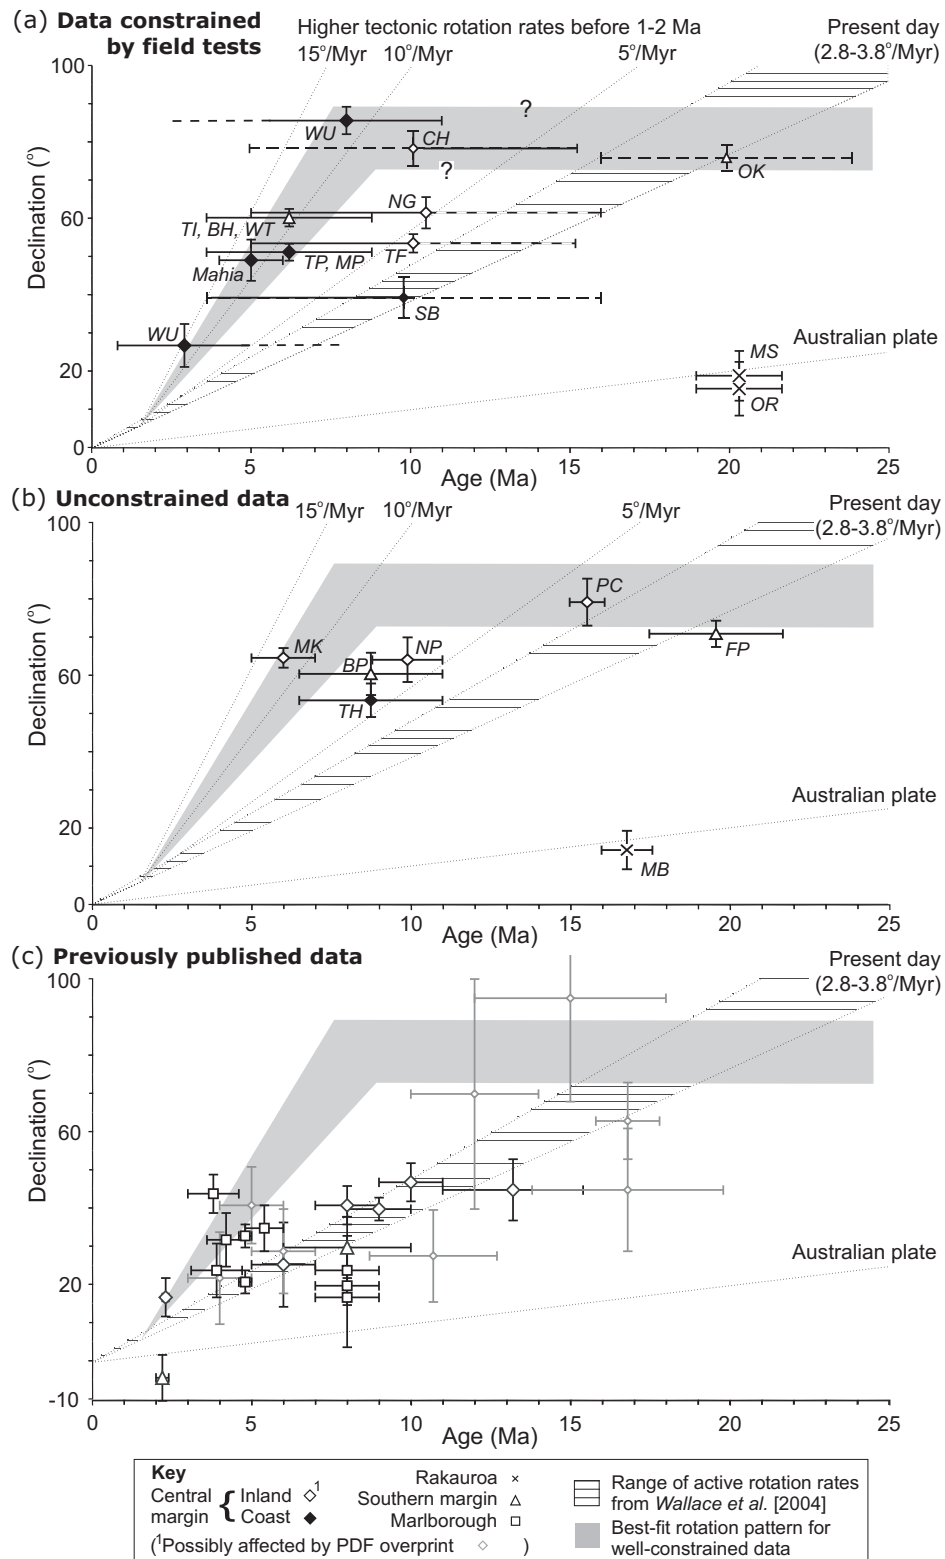 (a) Data constrained by field tests
Higher tectonic rotation rates before 1-2 Ma
15°/Myr 10°/Myr 5°/Myr
Present day
(2.8-3.8°/Myr)
100
60
20
0
Declination (°)
WU
CH
?
?
OK
NG
TI, BH, WT
TF
TP, MP
Mahia
SB
WU
Australian plate
MS
OR
0 5 10 15 20 25
Age (Ma)
(b) Unconstrained data
15°/Myr 10°/Myr 5°/Myr
Present day
(2.8-3.8°/Myr)
100
60
20
0
Declination (°)
PC
MK
BP
NP
FP
TH
Australian plate
MB
0 5 10 15 20 25
Age (Ma)
(c) Previously published data
Present day
(2.8-3.8°/Myr)
100
60
20
-10
Declination (°)
Australian plate
0 5 10 15 20 25
Age (Ma)
Key
Central margin { Inland 1
Coast
(1Possibly affected by PDF overprint )
Rakauroa
Southern margin
Marlborough
Range of active rotation rates
from Wallace et al. [2004]
Best-fit rotation pattern for
well-constrained data